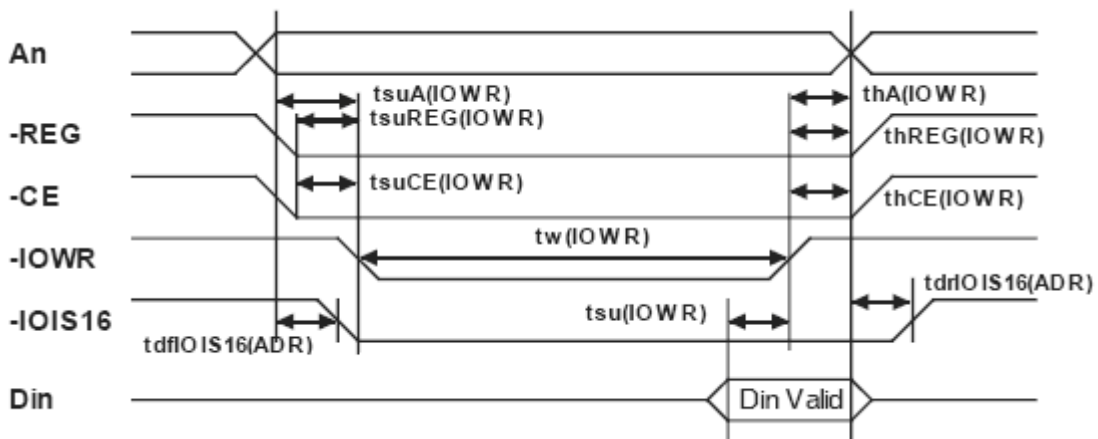 An
tsuA(IOWR)
thA(IOWR)
tsuREG(IOWR)
-REG
thREG(IOWR)
tsuCE(IOWR)
-CE
thCE(IOWR)
tw(IOWR)
-IOWR
tdrIOIS16(ADR)
tsu(IOWR)
-IOIS16
tdfIOIS16(ADR)
Din
Din Valid